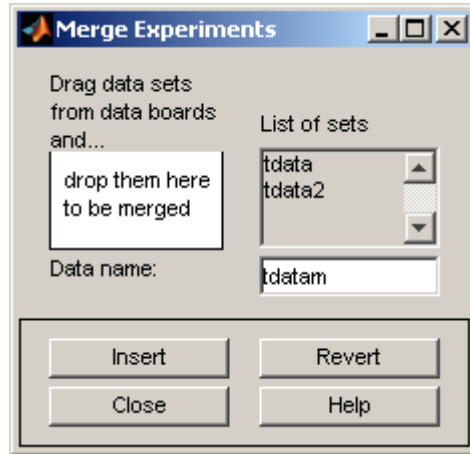 Merge Experiments
Drag data sets
from data boards
and...
drop them here
to be merged
List of sets
tdata
tdata2
Data name:
tdatam
Insert
Revert
Close
Help